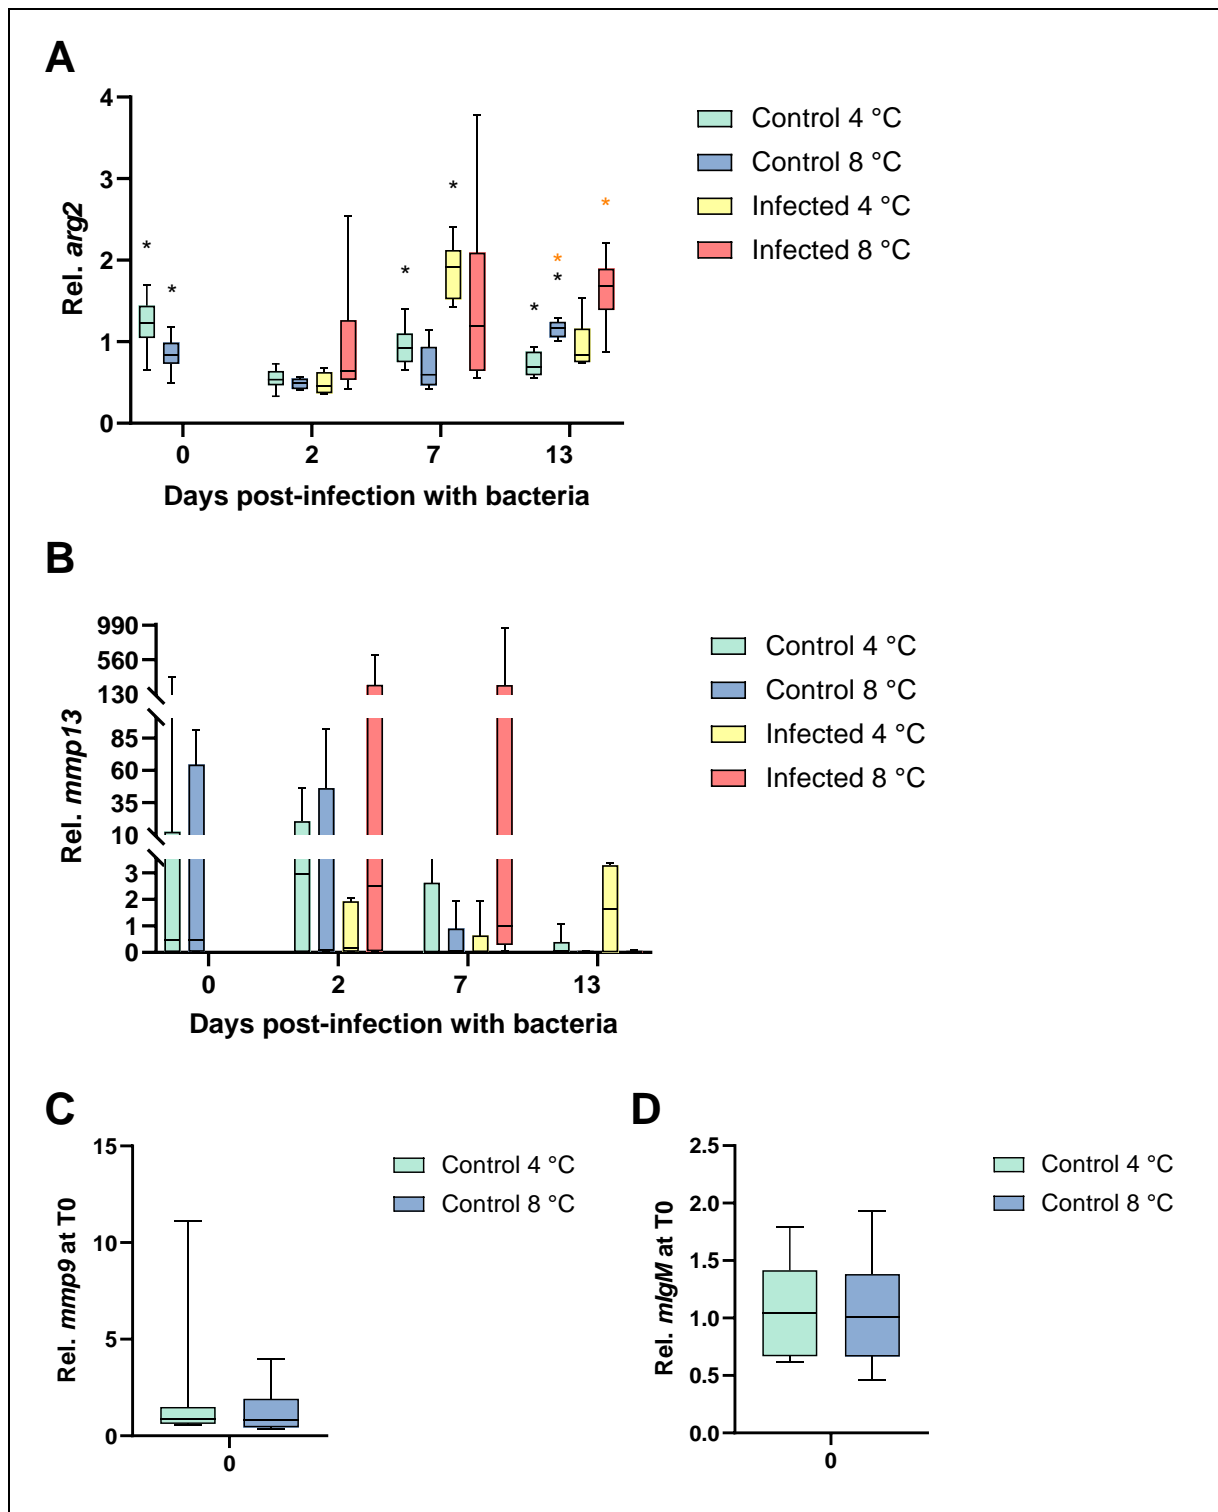 A
4
3
2
1
0
Rel. arg2
*
*
*
*
*
*
*
*
0
2
7
13
Days post-infection with bacteria
Control 4 °C
Control 8 °C
Infected 4 °C
Infected 8 °C
B
990
560
130
85
60
35
10
3
2
1
0
Rel. mmp13
0
2
7
13
Days post-infection with bacteria
Control 4 °C
Control 8 °C
Infected 4 °C
Infected 8 °C
C
15
10
5
0
Rel. mmp9 at T0
0
Control 4 °C
Control 8 °C
D
2.5
2.0
1.5
1.0
0.5
0.0
Rel. mIgM at T0
0
Control 4 °C
Control 8 °C